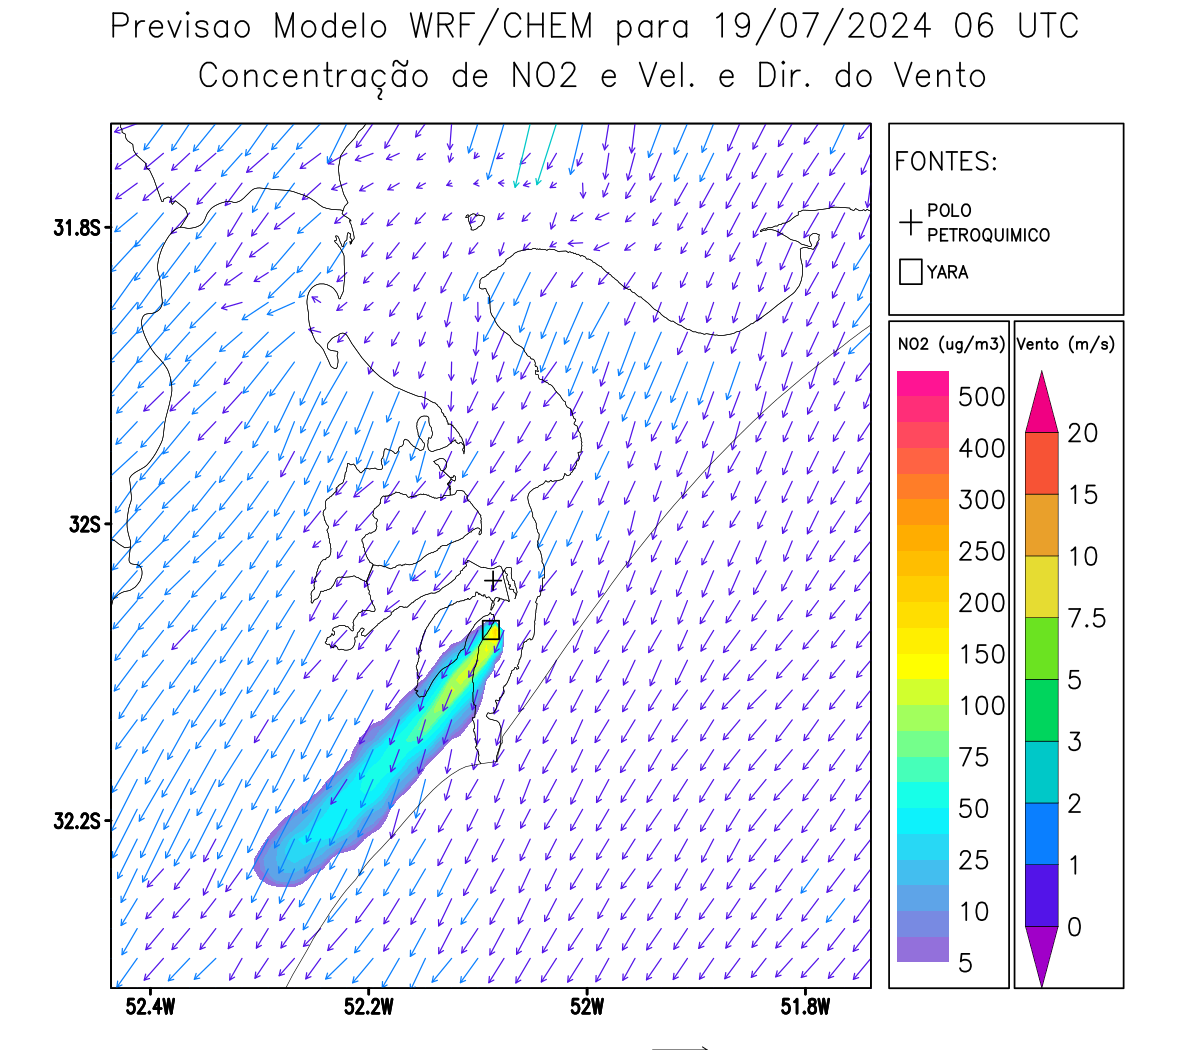 Previsao Modelo WRF/CHEM para 19/07/2024 06 UTC
Concentração de NO2 e Vel. e Dir. do Vento
FONTES:
POLO
PETROQUIMICO
YARA
31.8S
32S
32.2S
52.4W
52.2W
52W
51.8W
NO2 (ug/m3)
500
400
300
250
200
150
100
75
50
25
10
5
Vento (m/s)
20
15
10
7.5
5
3
2
1
0